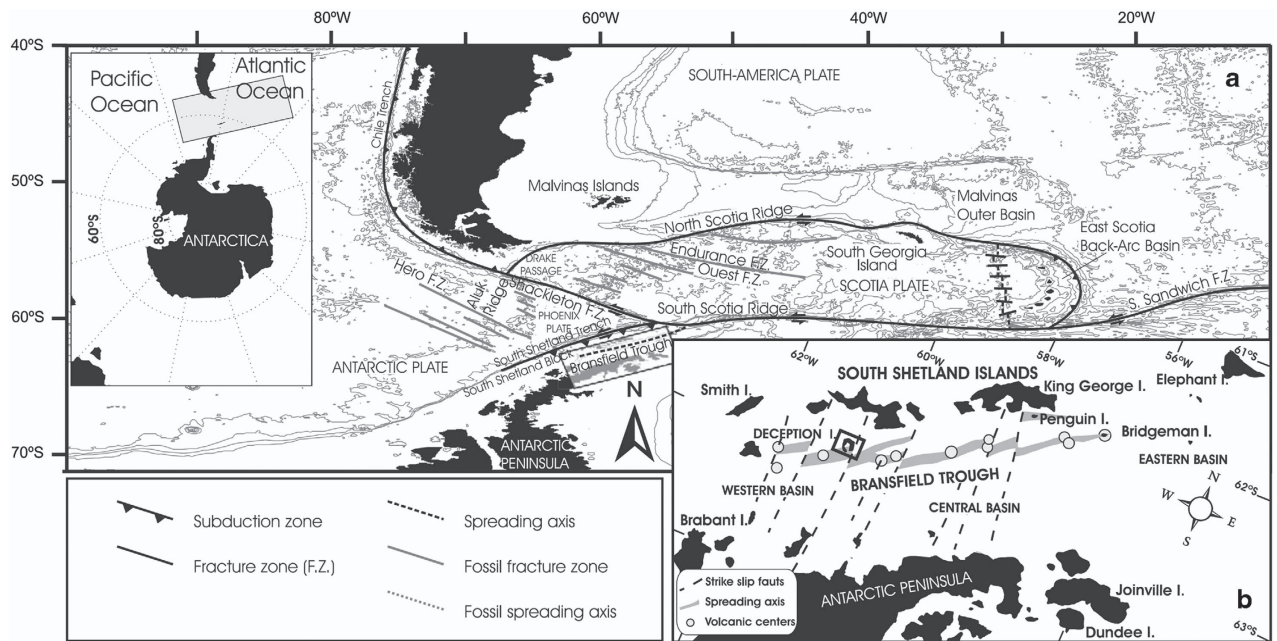 80ºW
60ºW
40ºW
20ºW
40ºS
50ºS
60ºS
70ºS
a
Pacific
Ocean
Atlantic
Ocean
60ºS
80ºS
ANTARCTICA
SOUTH-AMERICA PLATE
Chile Trench
Malvinas Islands
Malvinas
Outer Basin
North Scotia Ridge
East Scotia
Back-Arc Basin
DRAKE
PASSAGE
Endurance F.Z.
Quest F.Z.
South Georgia
Island
SCOTIA PLATE
Hero F.Z.
Aluk
Ridge
Shackleton F.Z.
PHOENIX
PLATE
South Scotia Ridge
S. Sandwich F.Z.
South Shetland Trench
South Shetland Block
Bransfield Trough
ANTARCTIC PLATE
N
ANTARCTIC
PENINSULA
Subduction zone
Fracture zone (F.Z.)
Spreading axis
Fossil fracture zone
Fossil spreading axis
62ºW
60ºW
58ºW
56ºW
61ºS
62ºS
63ºS
SOUTH SHETLAND ISLANDS
Smith I.
King George I.
Elephant I.
Penguin I.
DECEPTION I.
Bridgeman I.
EASTERN BASIN
WESTERN BASIN
BRANSFIELD TROUGH
CENTRAL BASIN
Brabant I.
N
W
E
S
ANTARCTIC PENINSULA
Joinville I.
Dundee I.
Strike slip fauts
Spreading axis
Volcanic centers
b